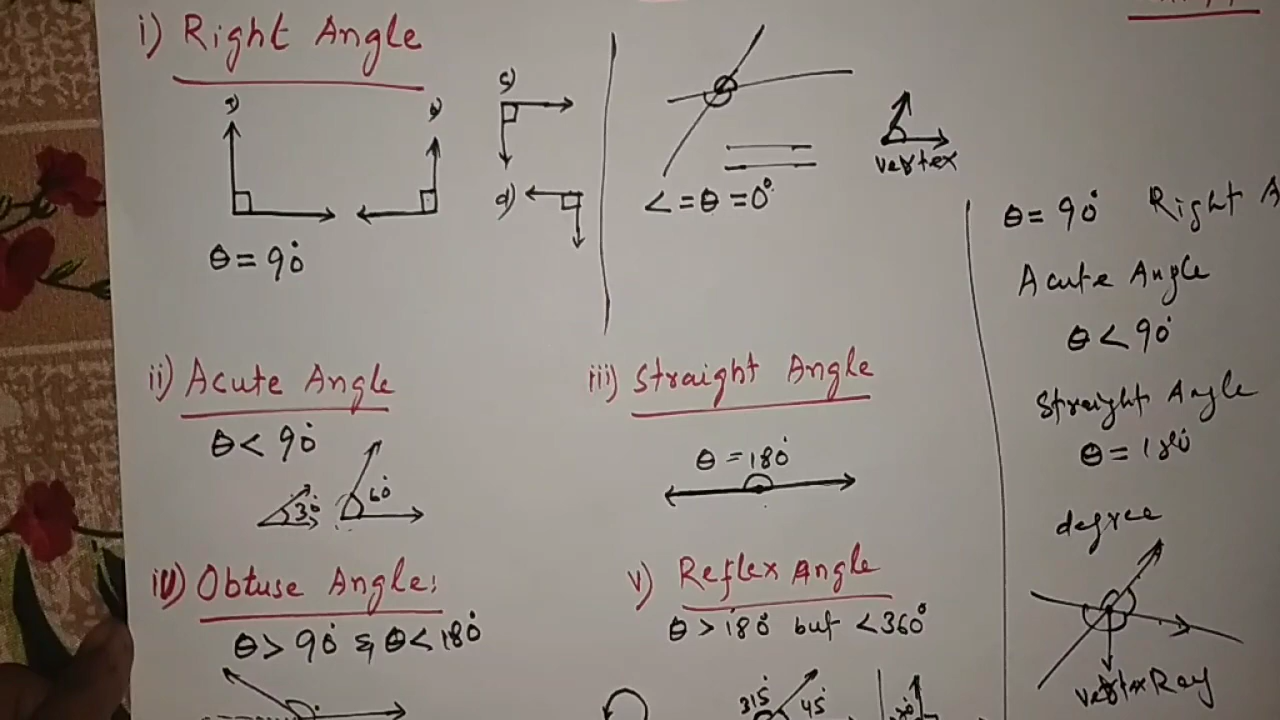 i) Right Angle
a)
b)
c)
d)
θ = 90°
∠ = θ = 0°
vertex
θ = 90° Right A
Acute Angle
θ < 90°
Straight Angle
θ = 180°
degree
vertex Ray
ii) Acute Angle
θ < 90°
30°
60°
iii) Straight Angle
θ = 180°
iv) Obtuse Angle:
θ > 90° & θ < 180°
v) Reflex Angle
θ > 180° but < 360°
315°
45°